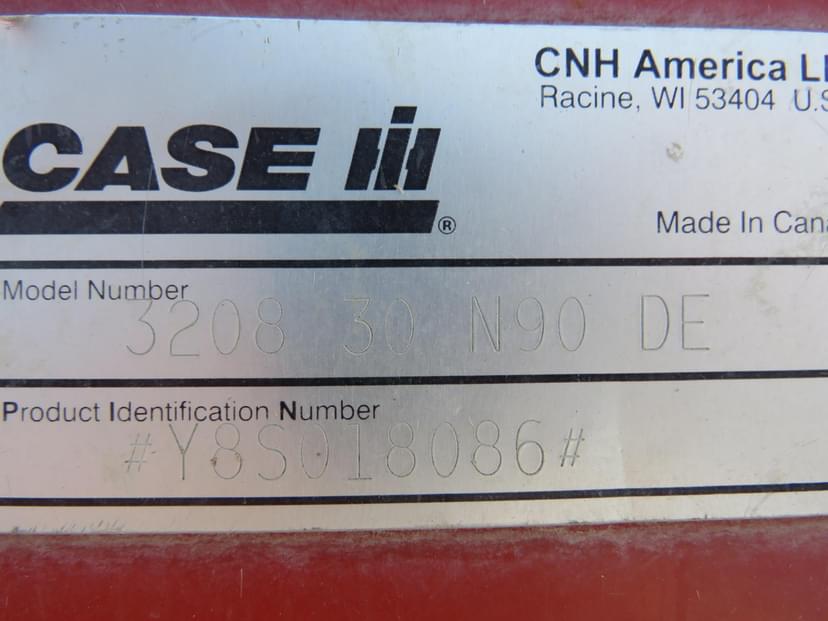 CNH America L
Racine, WI 53404 U.S
CASE IH
®
Made In Cana
Model Number
3208 30 N90 DE
Product Identification Number
#Y8S018086#